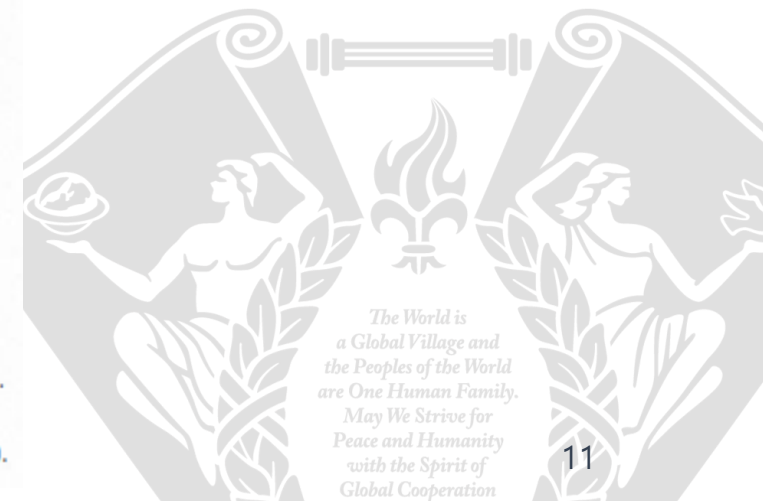 The World is
a Global Village and
the Peoples of the World
are One Human Family.
May We Strive for
Peace and Humanity
with the Spirit of
Global Cooperation
11